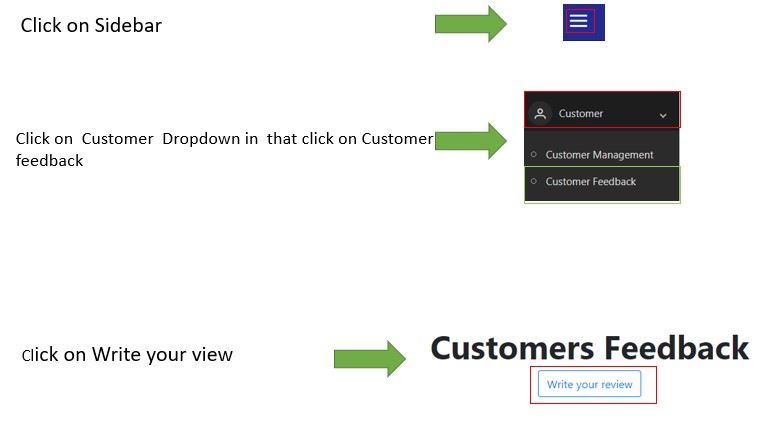 Click on Sidebar
Customer
Click on  Customer  Dropdown in  that click on Customer
feedback
Customer Management
Customer Feedback
Click on Write your view
Customers Feedback
Write your review